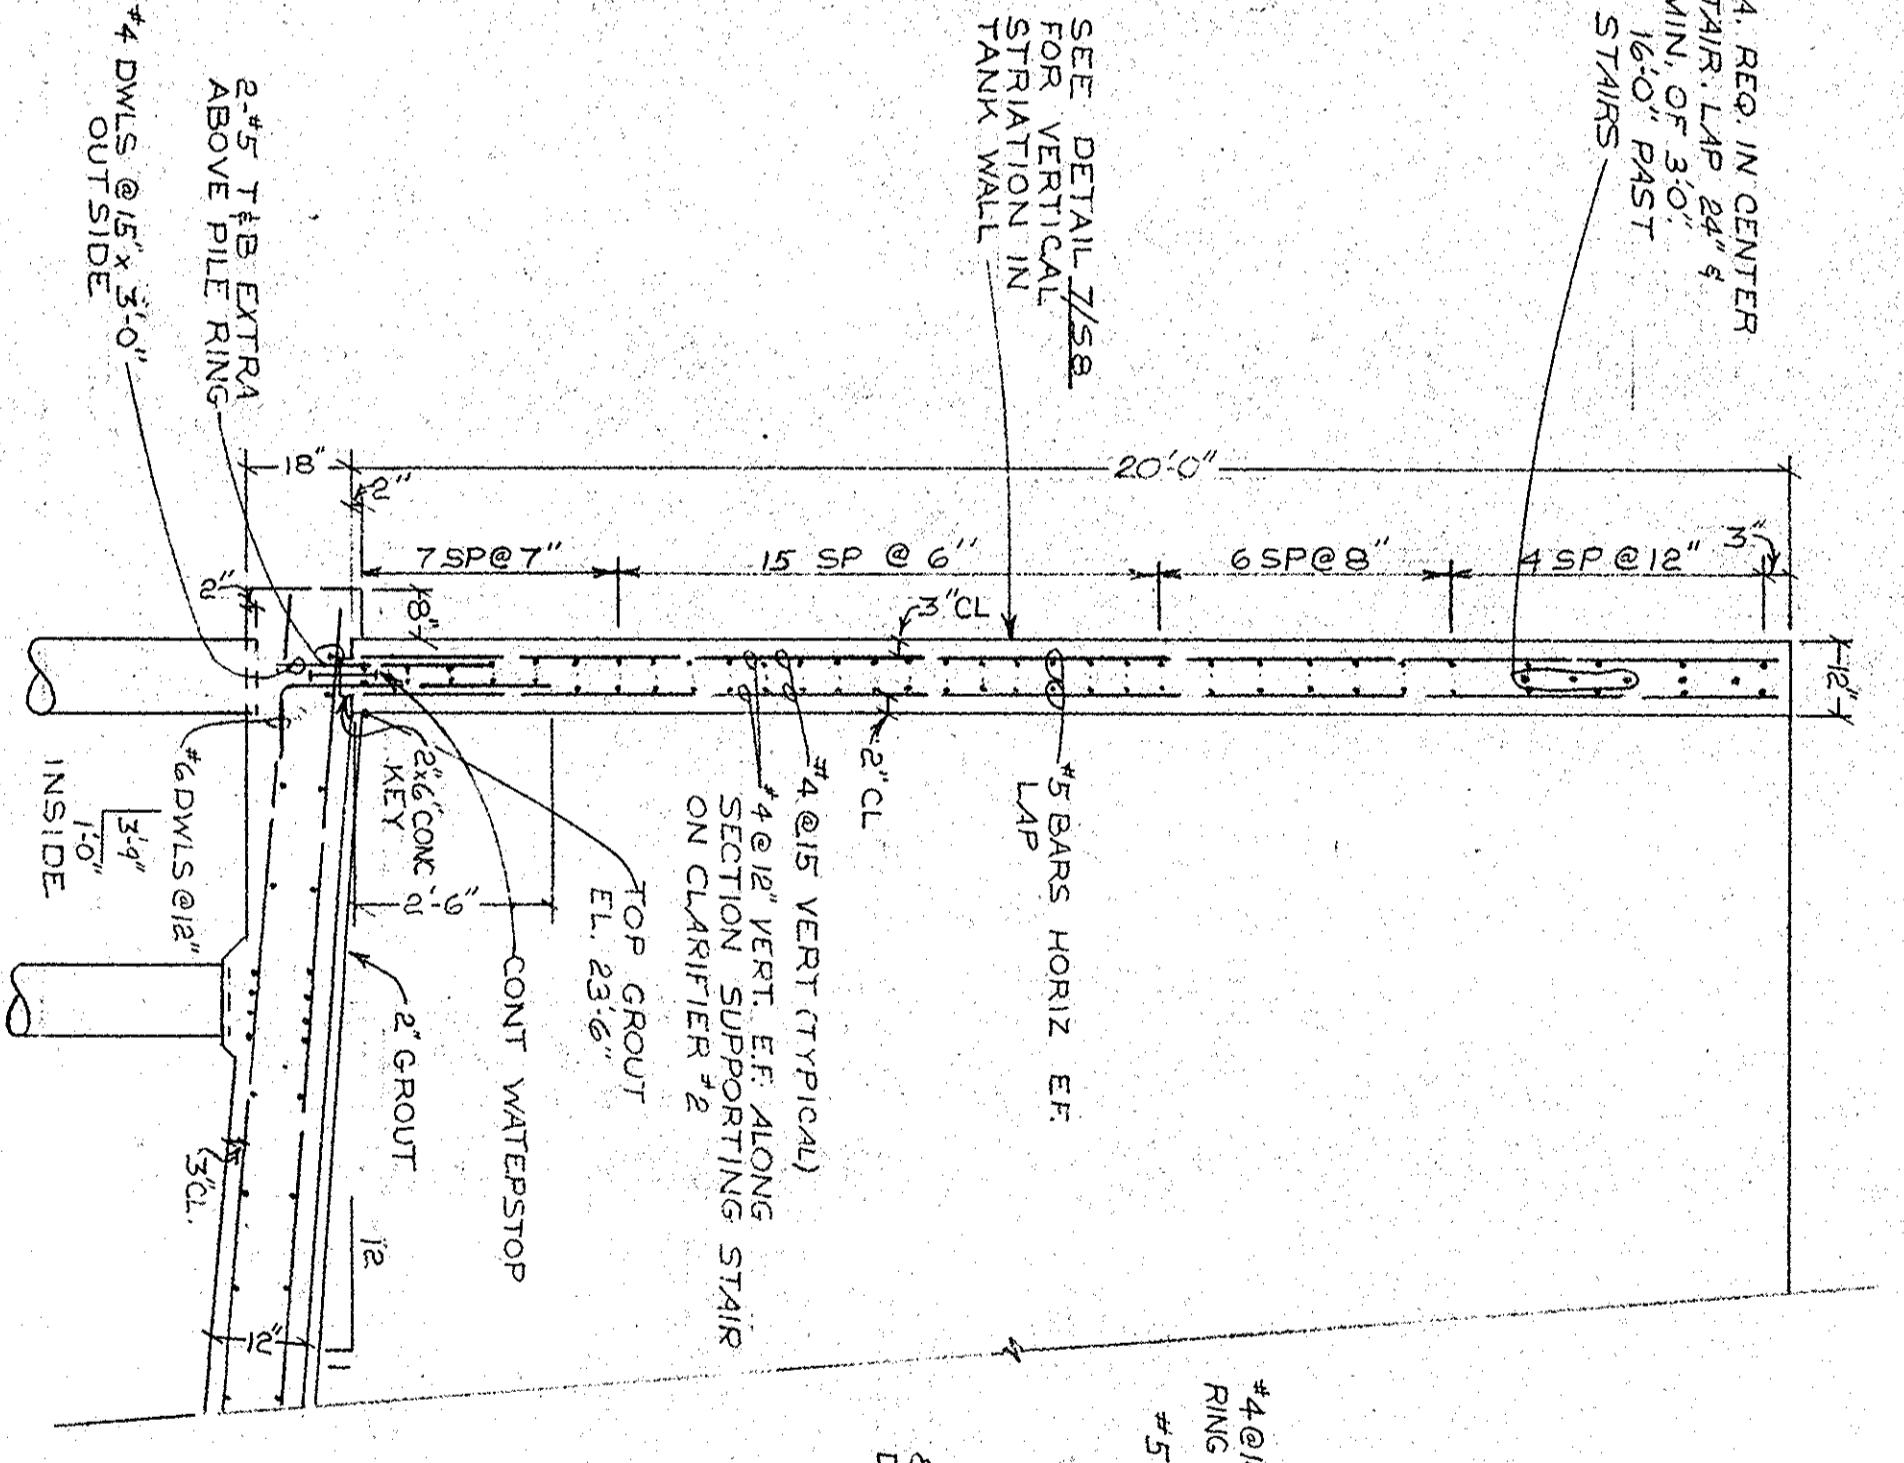 4. REQ. IN CENTER
TAIR. LAP 24" &
MIN. OF 3'-0".
16'-0" PAST
STAIRS
SEE DETAIL 7/S8
FOR VERTICAL
STRIATION IN
TANK WALL
2-#5 T&B EXTRA
ABOVE PILE RING
#4 DWLS @ 15" x 3'-0"
OUTSIDE
18"
20'-0"
2"
7 SP @ 7"
15 SP @ 6"
6 SP @ 8"
4 SP @ 12"
3"
2"
8"
3" CL
12"
#5 BARS HORIZ E.F.
LAP
2" CL
#4 @ 15 VERT (TYPICAL)
#4 @ 12" VERT. E.F. ALONG
SECTION SUPPORTING STAIR
ON CLARIFIER #2
TOP GROUT
EL. 23'-6"
CONT WATERSTOP
2'-6"
2"x6" CONC
KEY
2" GROUT
#6 DWLS @ 12"
3'-9"
1'-0"
INSIDE
3" CL.
12
1
12"
RING
#5